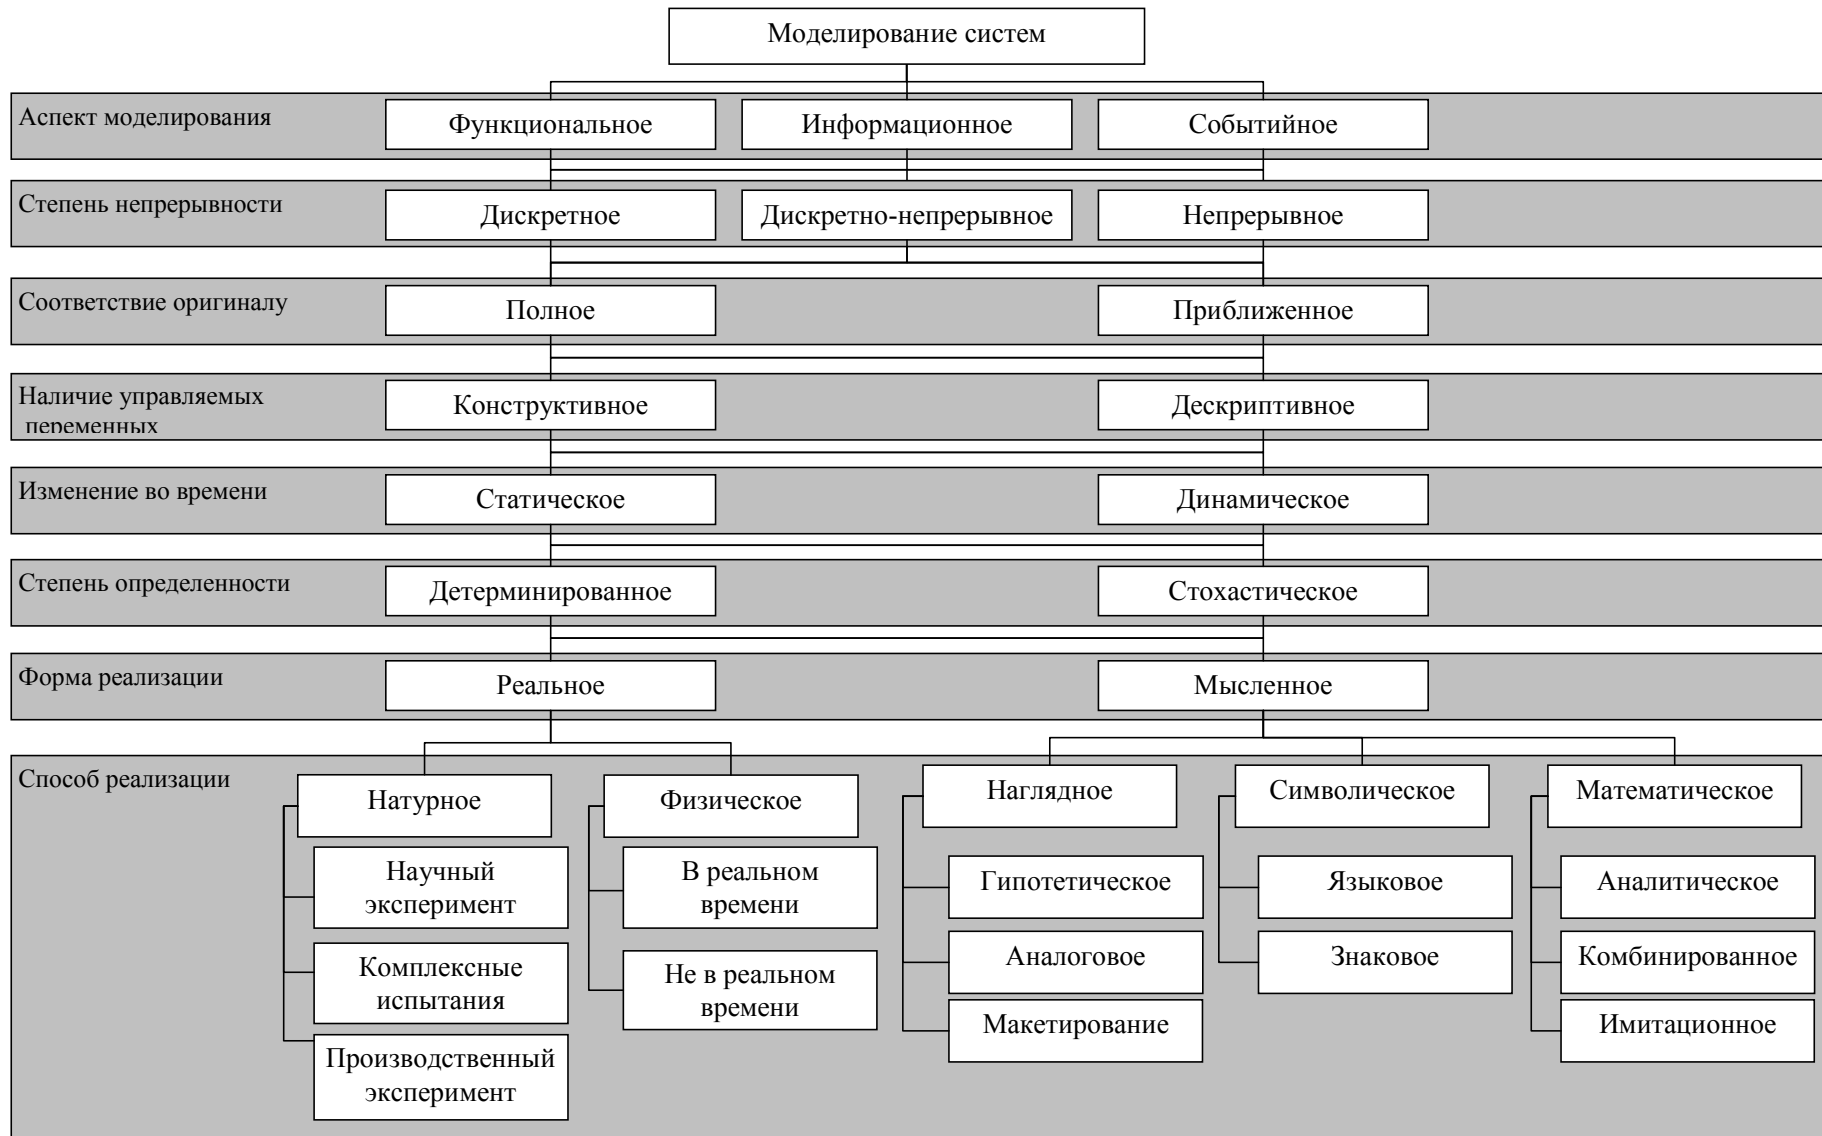 Моделирование систем
Аспект моделирования
Функциональное
Информационное
Событийное
Степень непрерывности
Дискретное
Дискретно-непрерывное
Непрерывное
Соответствие оригиналу
Полное
Приближенное
Наличие управляемых
переменных
Конструктивное
Дескриптивное
Изменение во времени
Статическое
Динамическое
Степень определенности
Детерминированное
Стохастическое
Форма реализации
Реальное
Мысленное
Способ реализации
Натурное
Физическое
Наглядное
Символическое
Математическое
Научный
эксперимент
В реальном
времени
Гипотетическое
Языковое
Аналитическое
Комплексные
испытания
Не в реальном
времени
Аналоговое
Знаковое
Комбинированное
Производственный
эксперимент
Макетирование
Имитационное